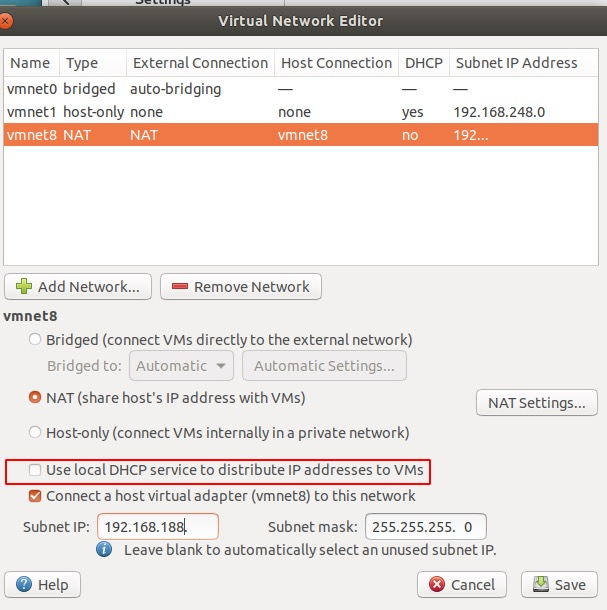 Settings
Virtual Network Editor
Name Type External Connection Host Connection DHCP Subnet IP Address
vmnet0 bridged auto-bridging — — —
vmnet1 host-only none none yes 192.168.248.0
vmnet8 NAT NAT vmnet8 no 192...
Add Network... Remove Network
vmnet8
Bridged (connect VMs directly to the external network)
Bridged to: Automatic Automatic Settings...
NAT (share host's IP address with VMs)
NAT Settings...
Host-only (connect VMs internally in a private network)
Use local DHCP service to distribute IP addresses to VMs
Connect a host virtual adapter (vmnet8) to this network
Subnet IP: 192.168.188. Subnet mask: 255.255.255. 0
Leave blank to automatically select an unused subnet IP.
Help Cancel Save